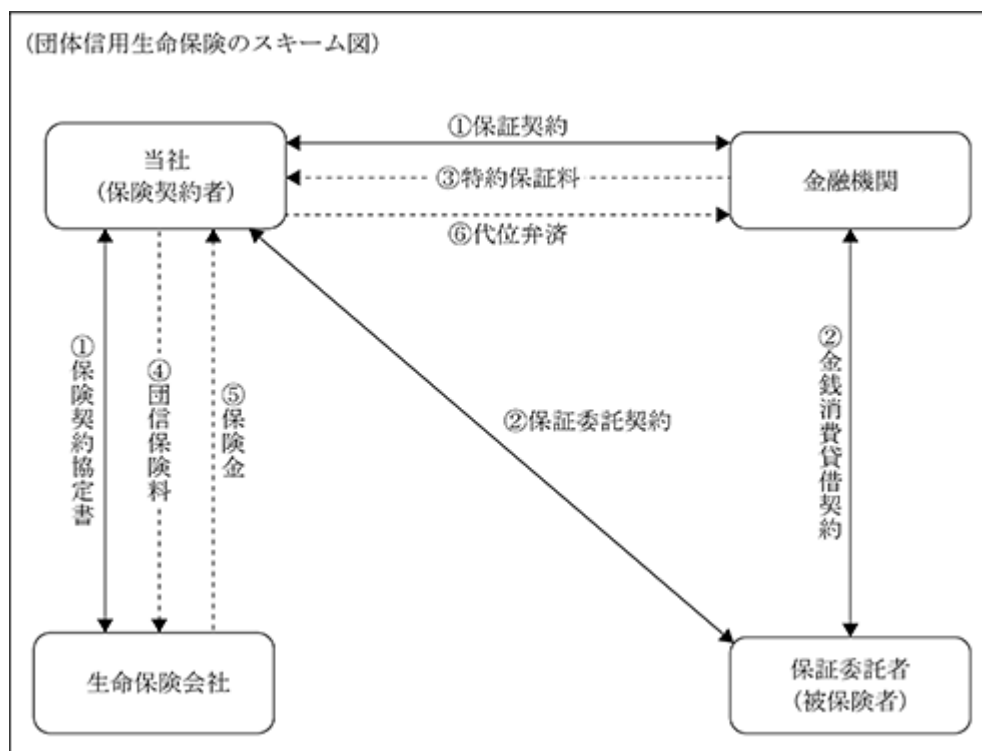 (団体信用生命保険のスキーム図)
①保証契約
当社
(保険契約者)
③特約保証料
金融機関
⑥代位弁済
①保険契約協定書
④団信保険料
⑤保険金
②保証委託契約
②金銭消費貸借契約
生命保険会社
保証委託者
(被保険者)